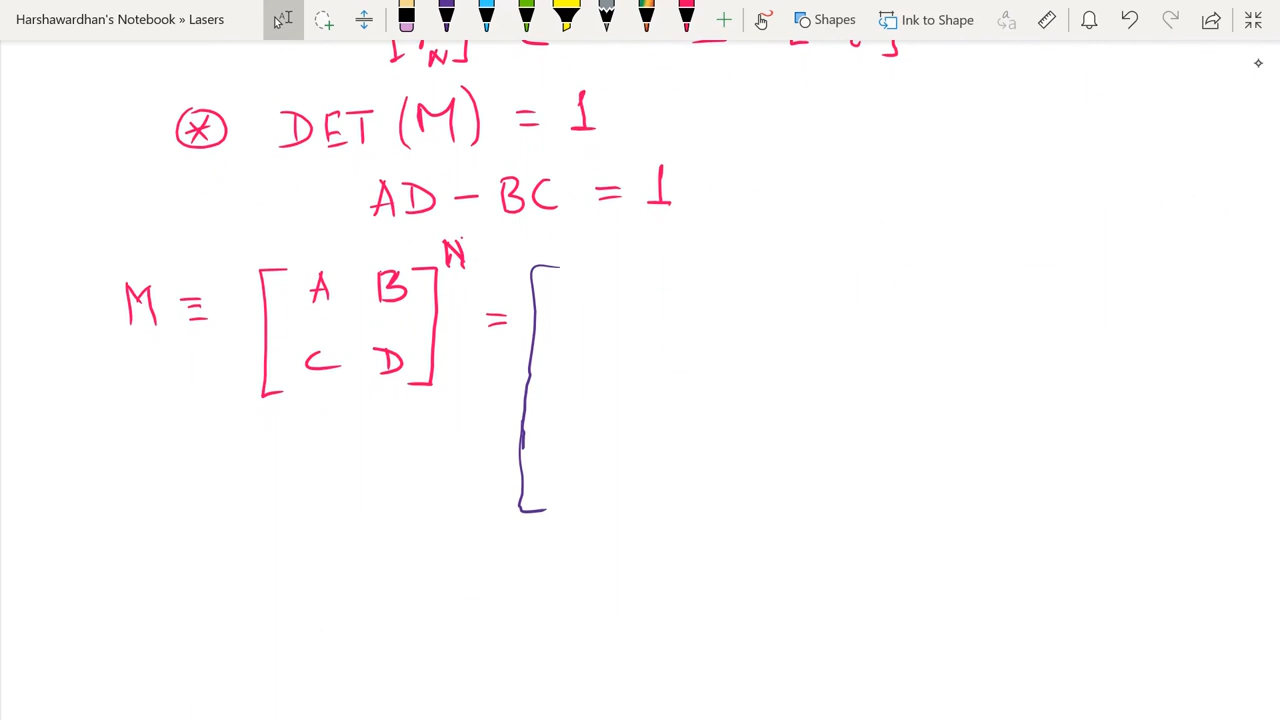 Harshawardhan's Notebook » Lasers
Shapes
Ink to Shape
⊛ DET (M) = 1
AD - BC = 1
M ≡ [ A B ]^N = [
C D